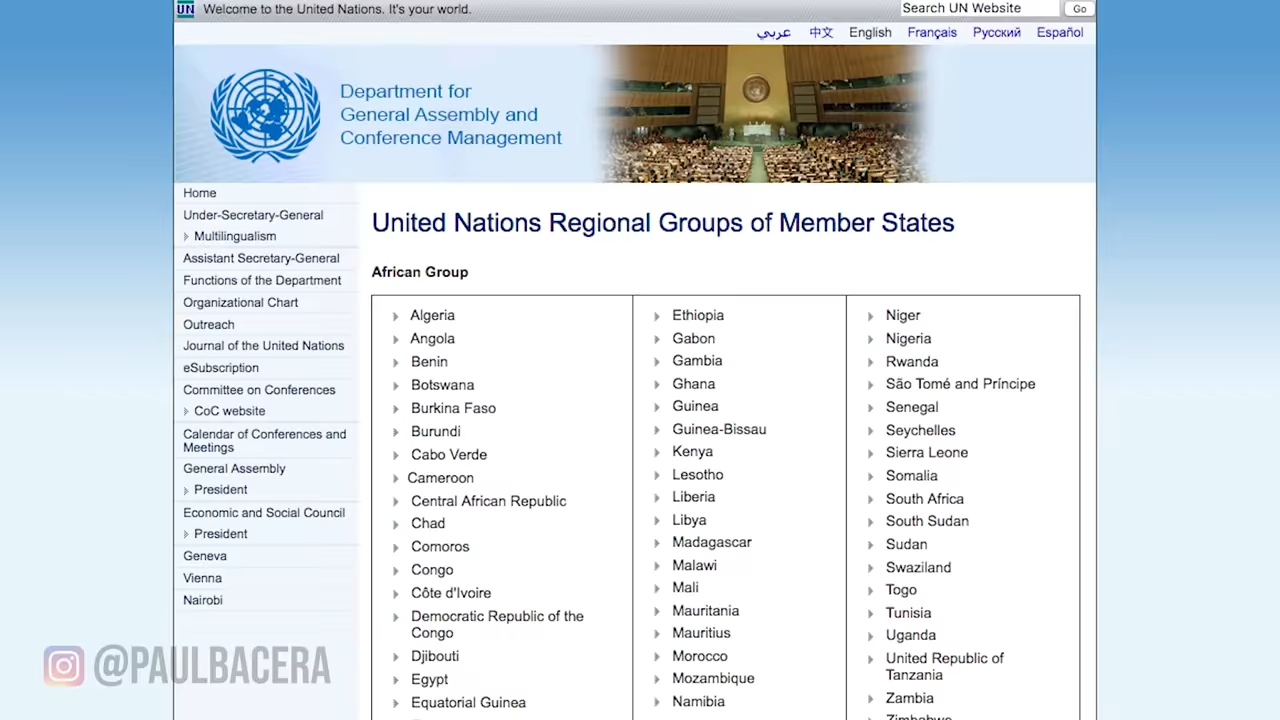 UN Welcome to the United Nations. It's your world.
Search UN Website Go
عربي 中文 English Français Русский Español
Department for
General Assembly and
Conference Management
Home
Under-Secretary-General
Multilingualism
Assistant Secretary-General
Functions of the Department
Organizational Chart
Outreach
Journal of the United Nations
eSubscription
Committee on Conferences
CoC website
Calendar of Conferences and
Meetings
General Assembly
President
Economic and Social Council
President
Geneva
Vienna
Nairobi
United Nations Regional Groups of Member States
African Group
Algeria
Angola
Benin
Botswana
Burkina Faso
Burundi
Cabo Verde
Cameroon
Central African Republic
Chad
Comoros
Congo
Côte d'Ivoire
Democratic Republic of the
Congo
Djibouti
Egypt
Equatorial Guinea
Ethiopia
Gabon
Gambia
Ghana
Guinea
Guinea-Bissau
Kenya
Lesotho
Liberia
Libya
Madagascar
Malawi
Mali
Mauritania
Mauritius
Morocco
Mozambique
Namibia
Niger
Nigeria
Rwanda
São Tomé and Príncipe
Senegal
Seychelles
Sierra Leone
Somalia
South Africa
South Sudan
Sudan
Swaziland
Togo
Tunisia
Uganda
United Republic of
Tanzania
Zambia
Zimbabwe
@PAULBACERA